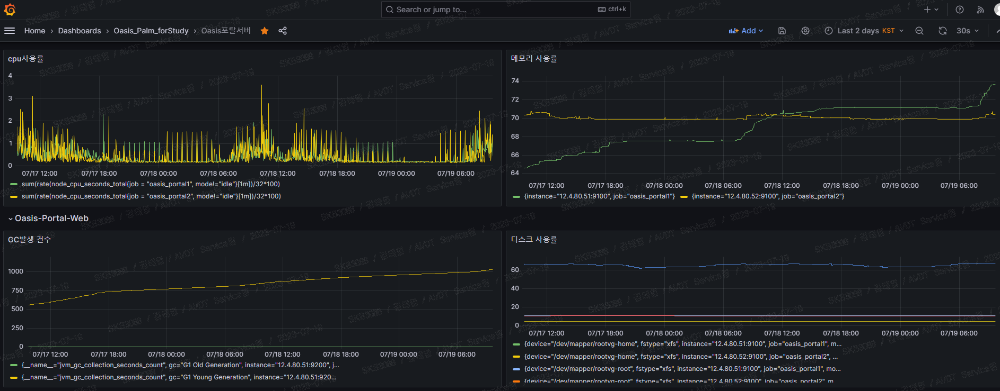 Search or jump to...
ctrl+k
Home › Dashboards › Oasis_Palm_forStudy › Oasis포탈서버
Add
Last 2 days KST
30s
cpu사용률
4
3
2
1
0
07/17 12:00 07/17 18:00 07/18 00:00 07/18 06:00 07/18 12:00 07/18 18:00 07/19 00:00 07/19 06:00
sum(rate(node_cpu_seconds_total{job = "oasis_portal1", mode!="idle"}[1m])/32*100)
sum(rate(node_cpu_seconds_total{job = "oasis_portal2", mode!="idle"}[1m])/32*100)
메모리 사용률
74
72
70
68
66
64
07/17 12:00 07/17 18:00 07/18 00:00 07/18 06:00 07/18 12:00 07/18 18:00 07/19 00:00 07/19 06:00
{instance="12.4.80.51:9100", job="oasis_portal1"} {instance="12.4.80.52:9100", job="oasis_portal2"}
Oasis-Portal-Web
GC발생 건수
1000
750
500
250
0
07/17 12:00 07/17 18:00 07/18 00:00 07/18 06:00 07/18 12:00 07/18 18:00 07/19 00:00 07/19 06:00
{__name__="jvm_gc_collection_seconds_count", gc="G1 Old Generation", instance="12.4.80.51:9200", j...
{__name__="jvm_gc_collection_seconds_count", gc="G1 Young Generation", instance="12.4.80.51:920...
디스크 사용률
60
40
20
0
07/17 12:00 07/17 18:00 07/18 00:00 07/18 06:00 07/18 12:00 07/18 18:00 07/19 00:00 07/19 06:00
{device="/dev/mapper/rootvg-home", fstype="xfs", instance="12.4.80.51:9100", job="oasis_portal1", m...
{device="/dev/mapper/rootvg-home", fstype="xfs", instance="12.4.80.52:9100", job="oasis_portal2", ...
{device="/dev/mapper/rootvg-root", fstype="xfs", instance="12.4.80.51:9100", job="oasis_portal1", mo...
{device="/dev/mapper/rootvg-root", fstype="xfs", instance="12.4.80.52:9100", job="oasis_portal2", m